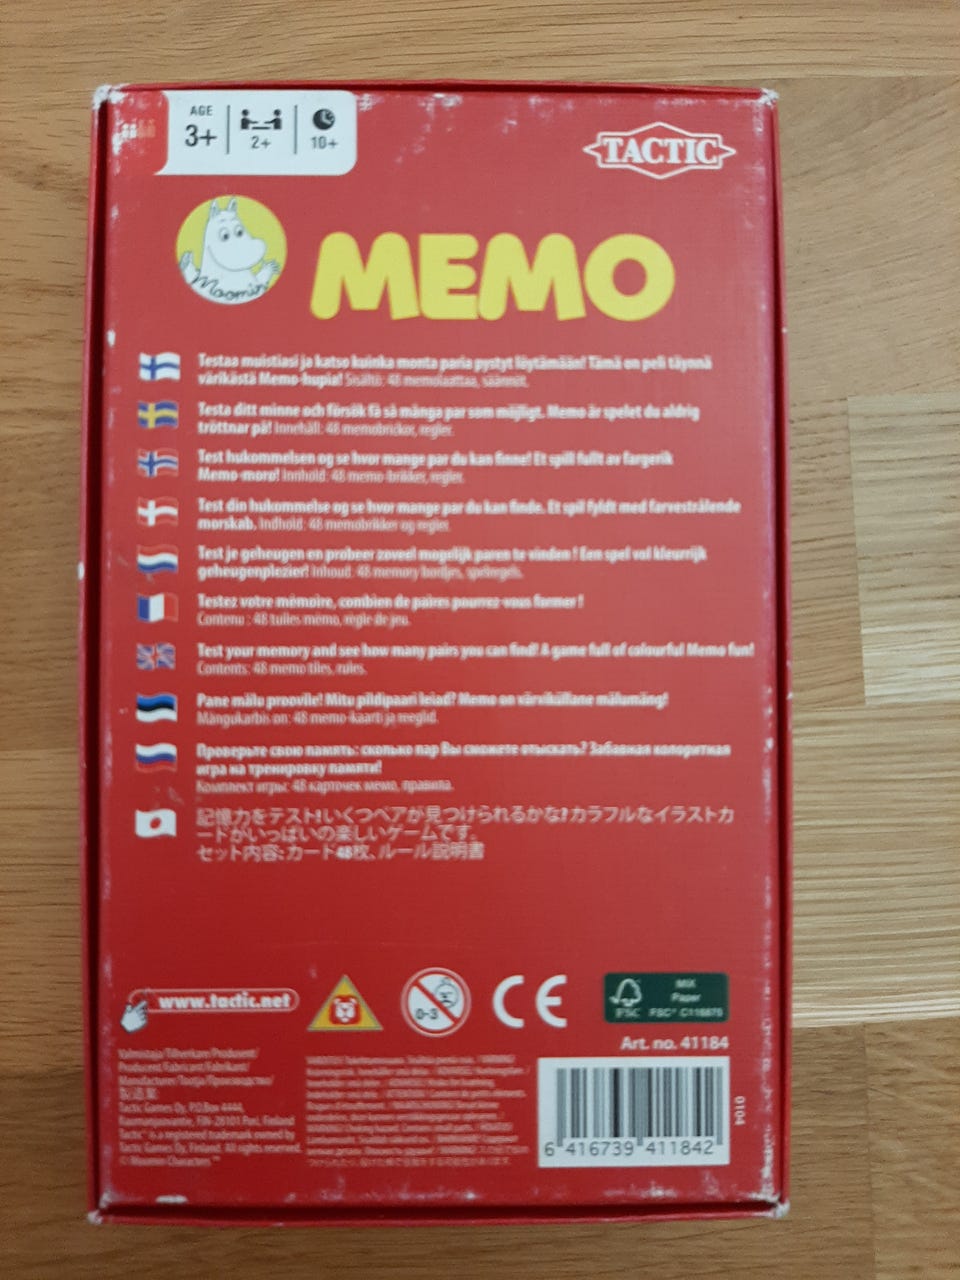 AGE
3+
2+
10+
TACTIC
Moomin
MEMO
Testaa muistiasi ja katso kuinka monta paria pystyt löytämään! Tämä on peli täynnä
värikästä Memo-hupia! Sisältö: 48 memolaattaa, säännöt.
Testa ditt minne och försök få så många par som möjligt. Memo är spelet du aldrig
tröttnar på! Innehåll: 48 memobrickor, regler.
Test hukommelsen og se hvor mange par du kan finne! Et spill fullt av fargerik
Memo-moro! Innhold: 48 memo-brikker, regler.
Test din hukommelse og se hvor mange par du kan finde. Et spil fyldt med farvestrålende
morskab. Indhold: 48 memobrikker og regler.
Test je geheugen en probeer zoveel mogelijk paren te vinden ! Een spel vol kleurrijk
geheugenplezier! Inhoud: 48 memory bordjes, spelregels.
Testez votre mémoire, combien de paires pourrez-vous former !
Contenu : 48 tuiles mémo, règle de jeu.
Test your memory and see how many pairs you can find! A game full of colourful Memo fun!
Contents: 48 memo tiles, rules.
Pane mälu proovile! Mitu pildipaari leiad? Memo on värviküllane mälumäng!
Mängukarbis on: 48 memo-kaarti ja reeglid.
Проверьте свою память: сколько пар Вы сможете отыскать? Забавная колоритная
игра на тренировку памяти!
Комплект игры: 48 карточек мемо, правила.
記憶力をテスト!いくつペアが見つけられるかな?カラフルなイラストカ
ードがいっぱいの楽しいゲームです。
セット内容:カード48枚、ルール説明書
www.tactic.net
0-3
CE
FSC
MIX
Paper
FSC® C116675
Art. no. 41184
Valmistaja/Tillverkare/Produsent/
Producent/Fabricant/Fabrikant/
Manufacturer/Tootja/Производство/
製造業
Tactic Games Oy, P.O.Box 4444,
Raumanjuovantie, FIN-28101 Pori, Finland
Tactic® is a registered trademark owned by
Tactic Games Oy, Finland. All rights reserved.
© Moomin Characters™
0104
6 416739 411842